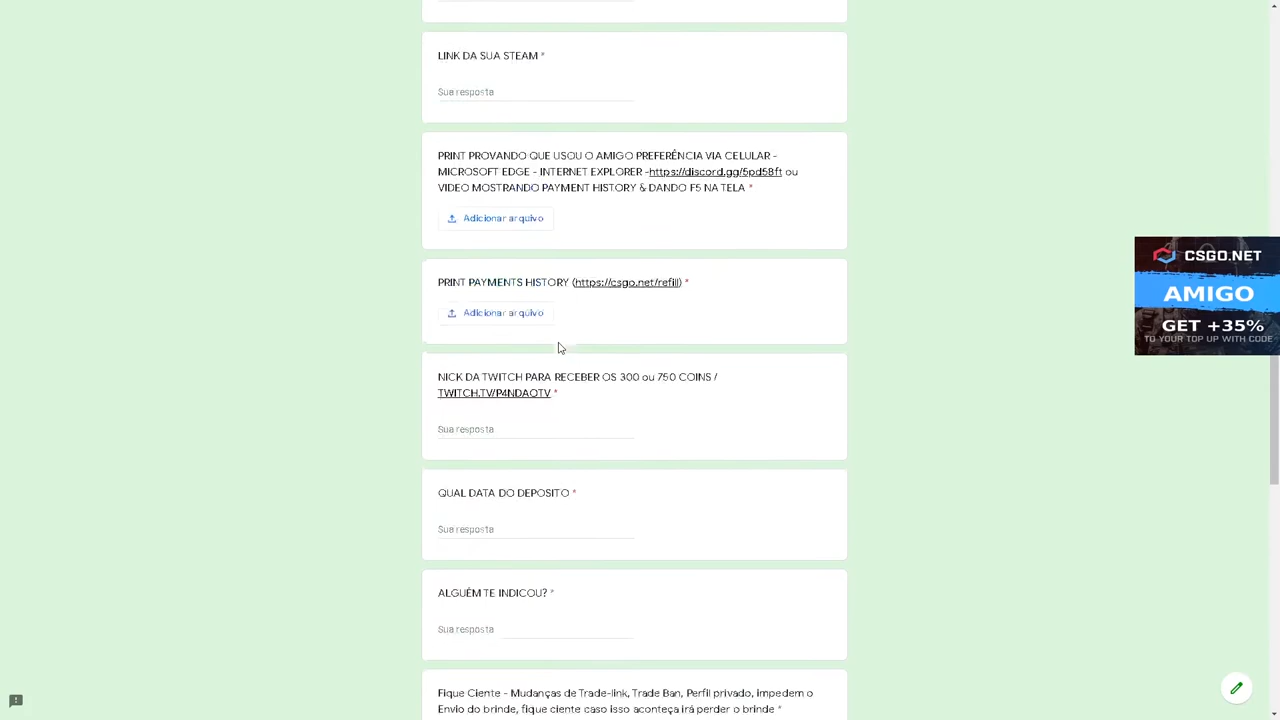 LINK DA SUA STEAM *
Sua resposta
PRINT PROVANDO QUE USOU O AMIGO PREFERÊNCIA VIA CELULAR -
MICROSOFT EDGE - INTERNET EXPLORER -https://discord.gg/5pd58ft ou
VIDEO MOSTRANDO PAYMENT HISTORY & DANDO F5 NA TELA *
Adicionar arquivo
PRINT PAYMENTS HISTORY (https://csgo.net/refill) *
Adicionar arquivo
NICK DA TWITCH PARA RECEBER OS 300 ou 750 COINS /
TWITCH.TV/P4NDAOTV *
Sua resposta
QUAL DATA DO DEPOSITO *
Sua resposta
ALGUÉM TE INDICOU? *
Sua resposta
Fique Ciente - Mudanças de Trade-link, Trade Ban, Perfil privado, impedem o
Envio do brinde, fique ciente caso isso aconteça irá perder o brinde *
CSGO.NET
AMIGO
GET +35%
TO YOUR TOP UP WITH CODE